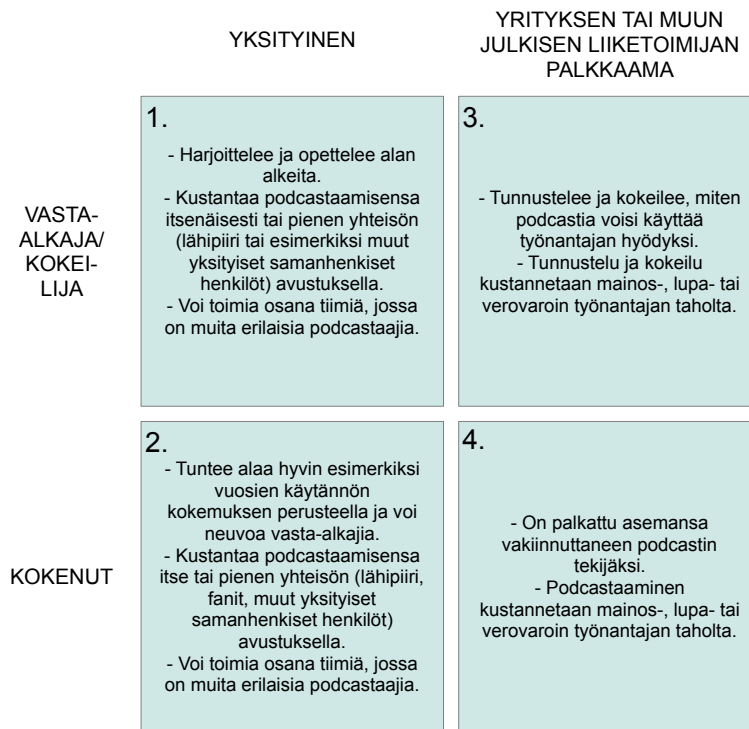 YKSITYINEN
YRITYKSEN TAI MUUN
JULKISEN LIIKETOIMIJAN
PALKKAAMA
VASTA-
ALKAJA/
KOKEI-
LIJA
1.
- Harjoittelee ja opettelee alan
alkeita.
- Kustantaa podcastaamisensa
itsenäisesti tai pienen yhteisön
(lähipiiri tai esimerkiksi muut
yksityiset samanhenkiset
henkilöt) avustuksella.
- Voi toimia osana tiimiä, jossa
on muita erilaisia podcastaajia.
3.
- Tunnustelee ja kokeilee, miten
podcastia voisi käyttää
työnantajan hyödyksi.
- Tunnustelu ja kokeilu
kustannetaan mainos-, lupa- tai
verovaroin työnantajan taholta.
KOKENUT
2.
- Tuntee alaa hyvin esimerkiksi
vuosien käytännön
kokemuksen perusteella ja voi
neuvoa vasta-alkajia.
- Kustantaa podcastaamisensa
itse tai pienen yhteisön (lähipiiri,
fanit, muut yksityiset
samanhenkiset henkilöt)
avustuksella.
- Voi toimia osana tiimiä, jossa
on muita erilaisia podcastaajia.
4.
- On palkattu asemansa
vakiinnuttaneen podcastin
tekijäksi.
- Podcastaaminen
kustannetaan mainos-, lupa- tai
verovaroin työnantajan taholta.